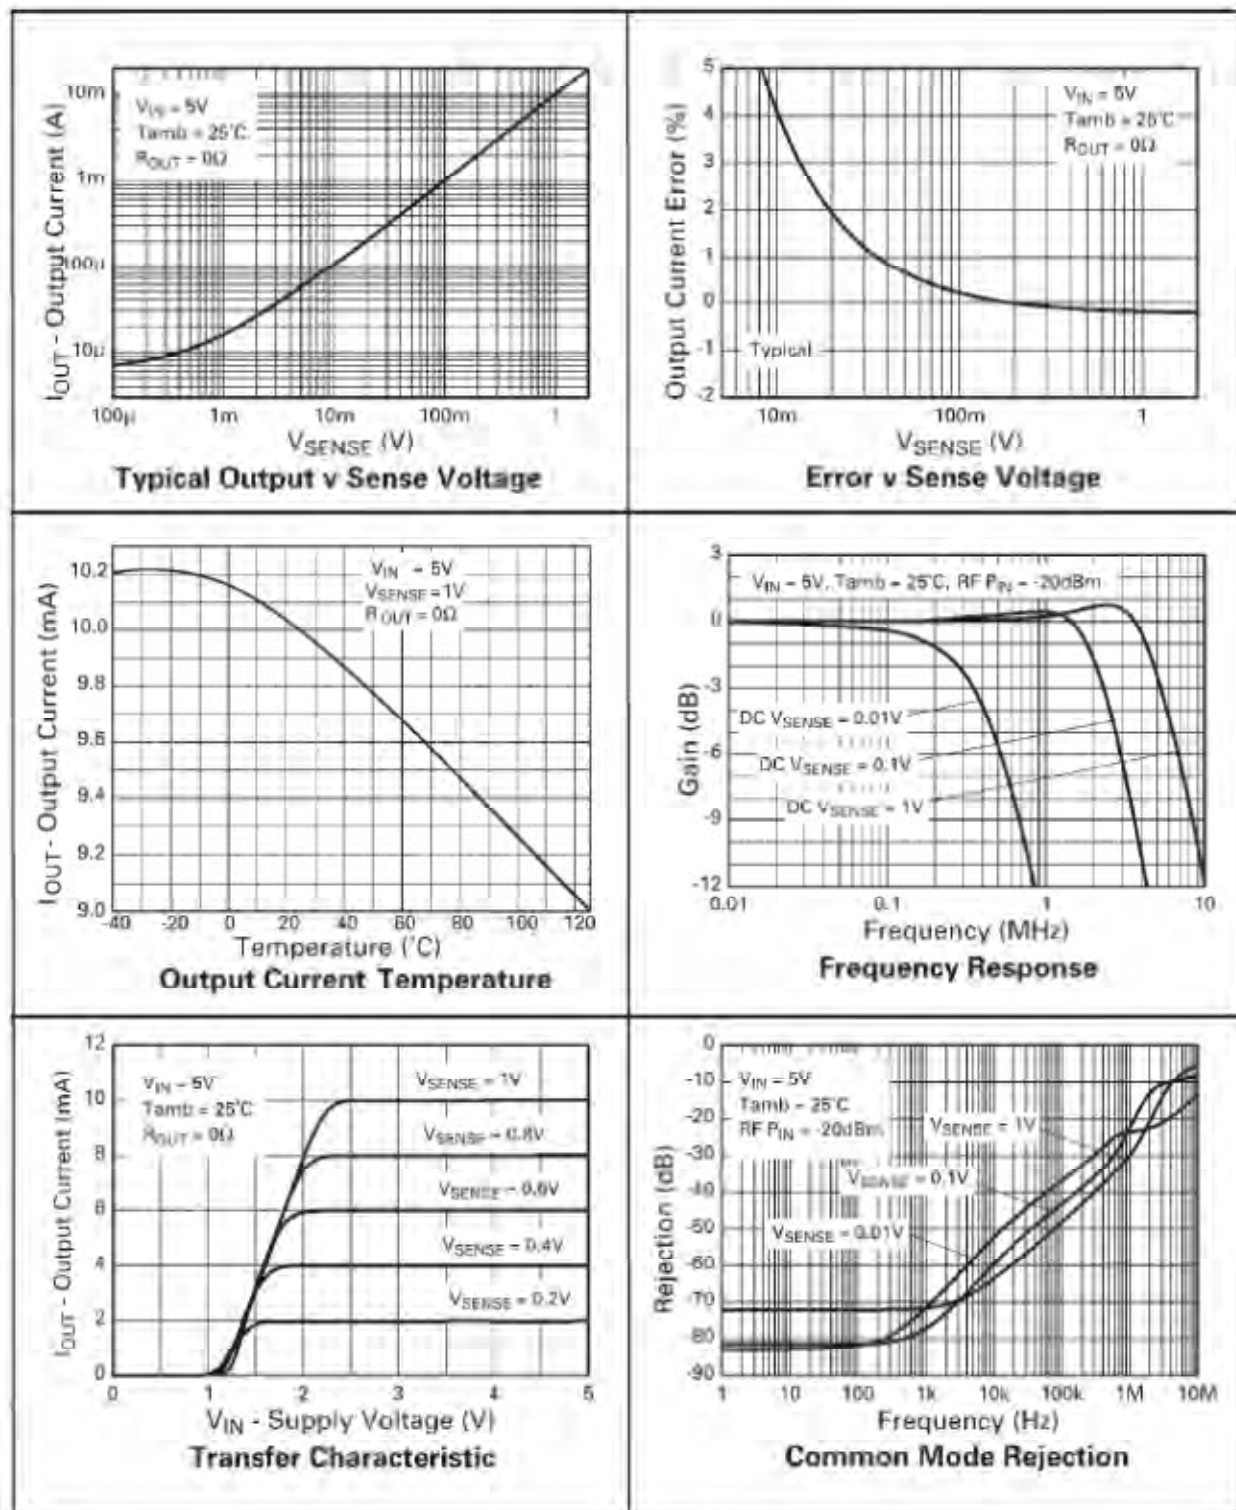 IOUT - Output Current (A)
10m
1m
100µ
10µ
VIN = 5V
Tamb = 25°C
ROUT = 0Ω
100µ 1m 10m 100m 1
VSENSE (V)
Typical Output v Sense Voltage
Output Current Error (%)
5
4
3
2
1
0
-1
-2
VIN = 5V
Tamb = 25°C
ROUT = 0Ω
Typical
10m 100m 1
VSENSE (V)
Error v Sense Voltage
IOUT - Output Current (mA)
10.2
10.0
9.8
9.6
9.4
9.2
9.0
VIN = 5V
VSENSE = 1V
ROUT = 0Ω
-40 -20 0 20 40 60 80 100 120
Temperature (°C)
Output Current Temperature
Gain (dB)
3
0
-3
-6
-9
-12
VIN = 5V, Tamb = 25°C, RF PIN = -20dBm
DC VSENSE = 0.01V
DC VSENSE = 0.1V
DC VSENSE = 1V
0.01 0.1 1 10
Frequency (MHz)
Frequency Response
IOUT - Output Current (mA)
12
10
8
6
4
2
0
VIN = 5V
Tamb = 25°C
ROUT = 0Ω
VSENSE = 1V
VSENSE = 0.8V
VSENSE = 0.6V
VSENSE = 0.4V
VSENSE = 0.2V
0 1 2 3 4 5
VIN - Supply Voltage (V)
Transfer Characteristic
Rejection (dB)
0
-10
-20
-30
-40
-50
-60
-70
-80
-90
VIN = 5V
Tamb = 25°C
RF PIN = -20dBm
VSENSE = 1V
VSENSE = 0.1V
VSENSE = 0.01V
1 10 100 1k 10k 100k 1M 10M
Frequency (Hz)
Common Mode Rejection